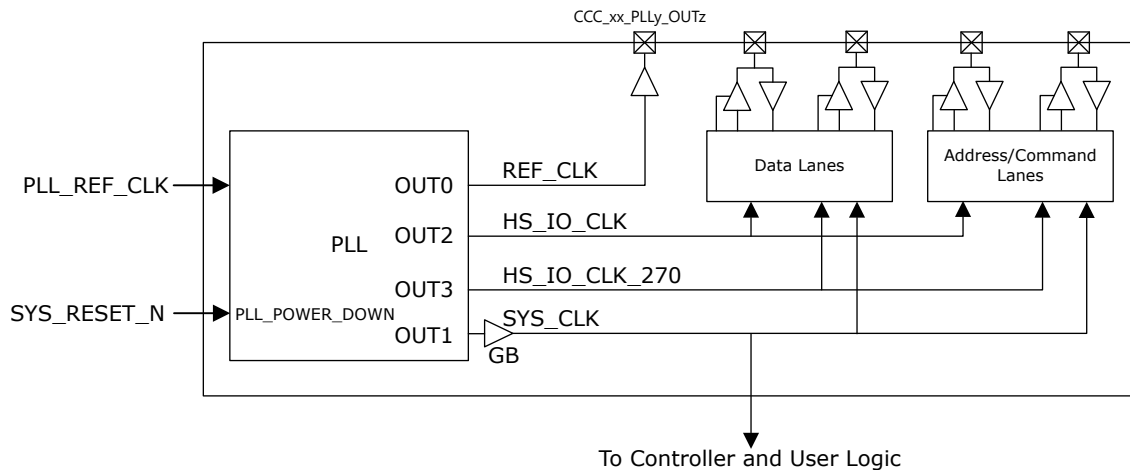 CCC_xx_PLLy_OUTz
PLL_REF_CLK
OUT0
REF_CLK
Data Lanes
Address/Command
Lanes
PLL
OUT2
HS_IO_CLK
OUT3
HS_IO_CLK_270
SYS_RESET_N
PLL_POWER_DOWN
OUT1
SYS_CLK
GB
To Controller and User Logic